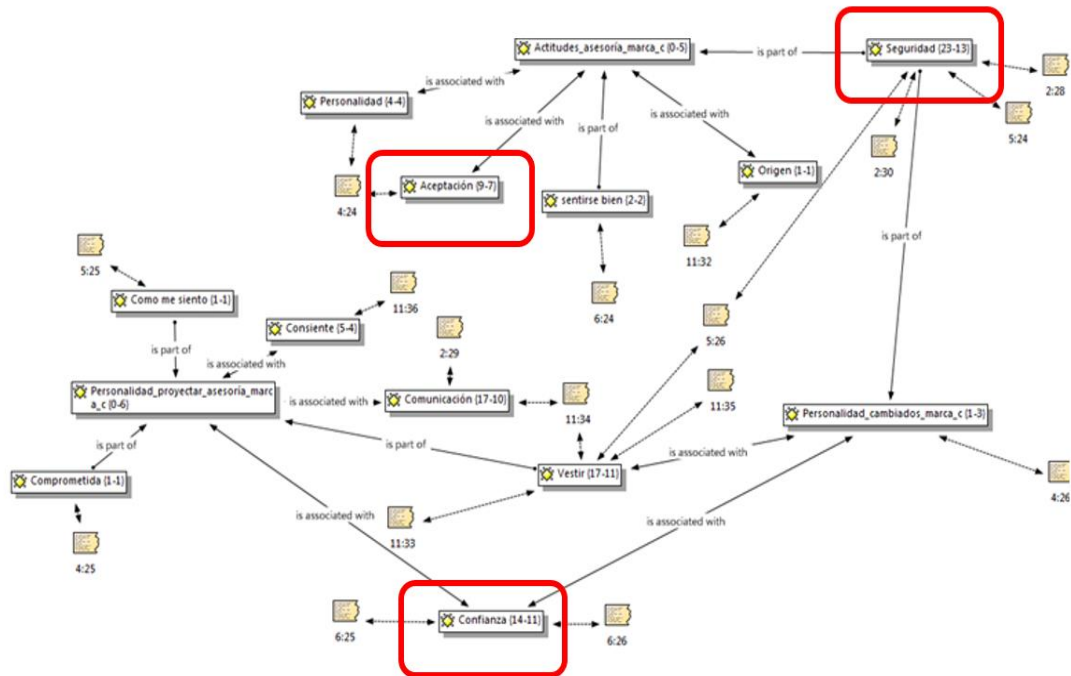 Actitudes_asesoría_marca_c (0-5)
is part of
Seguridad (23-13)
2:28
is associated with
Personalidad (4-4)
5:24
is associated with
is part of
is associated with
2:30
Aceptación (9-7)
Origen (1-1)
4:24
sentirse bien (2-2)
is part of
11:32
5:25
11:36
Como me siento (1-1)
6:24
Consiente (5-4)
2:29
5:26
is part of
is associated with
Personalidad_proyectar_asesoría_marc
a_c (0-6)
is associated with
Comunicación (17-10)
11:34
11:35
Personalidad_cambiados_marca_c (1-3)
is part of
is part of
is associated with
Comprometida (1-1)
Vestir (17-11)
4:26
is associated with
11:33
is associated with
4:25
Confianza (14-11)
6:25
6:26